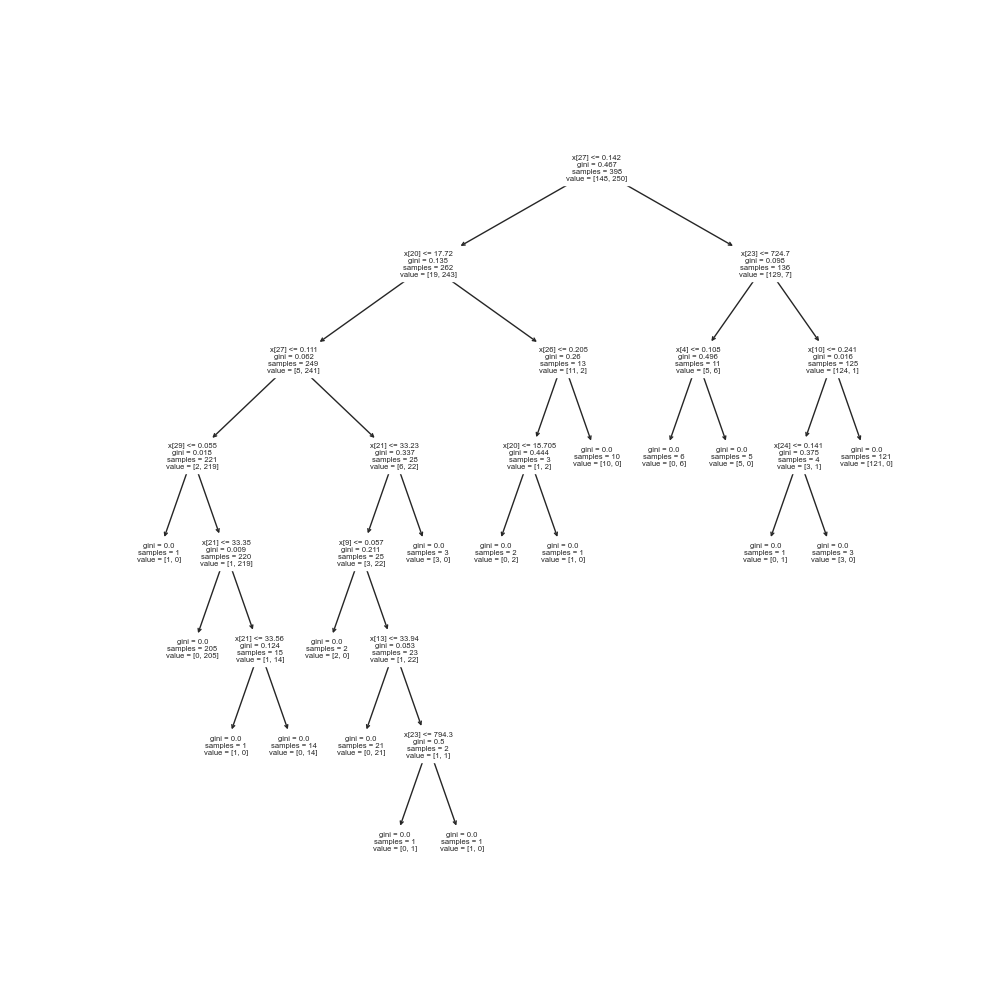 x[27] <= 0.142
gini = 0.467
samples = 398
value = [148, 250]
x[20] <= 17.72
gini = 0.135
samples = 262
value = [19, 243]
x[23] <= 724.7
gini = 0.098
samples = 136
value = [129, 7]
x[27] <= 0.111
gini = 0.062
samples = 249
value = [8, 241]
x[26] <= 0.205
gini = 0.26
samples = 13
value = [11, 2]
x[4] <= 0.108
gini = 0.496
samples = 11
value = [5, 6]
x[10] <= 0.241
gini = 0.016
samples = 125
value = [124, 1]
x[29] <= 0.055
gini = 0.018
samples = 221
value = [2, 219]
x[21] <= 33.23
gini = 0.337
samples = 28
value = [6, 22]
x[20] <= 18.705
gini = 0.444
samples = 3
value = [1, 2]
gini = 0.0
samples = 10
value = [10, 0]
gini = 0.0
samples = 6
value = [0, 6]
gini = 0.0
samples = 5
value = [5, 0]
x[24] <= 0.141
gini = 0.375
samples = 4
value = [3, 1]
gini = 0.0
samples = 121
value = [121, 0]
gini = 0.0
samples = 1
value = [1, 0]
x[21] <= 33.35
gini = 0.009
samples = 220
value = [1, 219]
x[9] <= 0.057
gini = 0.211
samples = 25
value = [3, 22]
gini = 0.0
samples = 3
value = [3, 0]
gini = 0.0
samples = 2
value = [0, 2]
gini = 0.0
samples = 1
value = [1, 0]
gini = 0.0
samples = 1
value = [0, 1]
gini = 0.0
samples = 3
value = [3, 0]
gini = 0.0
samples = 205
value = [0, 205]
x[21] <= 33.56
gini = 0.124
samples = 15
value = [1, 14]
gini = 0.0
samples = 2
value = [2, 0]
x[13] <= 33.94
gini = 0.083
samples = 23
value = [1, 22]
gini = 0.0
samples = 1
value = [1, 0]
gini = 0.0
samples = 14
value = [0, 14]
gini = 0.0
samples = 21
value = [0, 21]
x[23] <= 794.3
gini = 0.5
samples = 2
value = [1, 1]
gini = 0.0
samples = 1
value = [0, 1]
gini = 0.0
samples = 1
value = [1, 0]